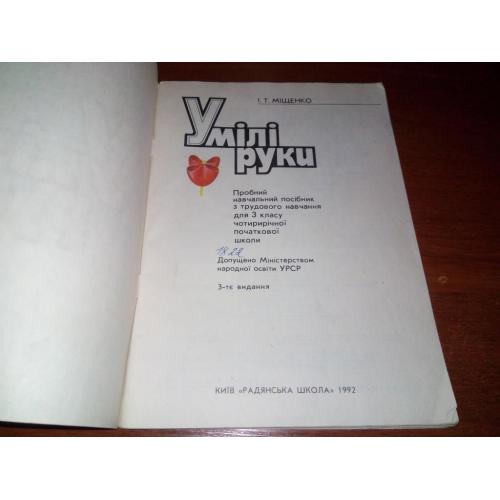 І. Т. МІЩЕНКО
Умілі
руки
Пробний
навчальний посібник
з трудового навчання
для 3 класу
чотирирічної
початкової
школи
Допущено Міністерством
народної освіти УРСР
3-тє видання
КИЇВ «РАДЯНСЬКА ШКОЛА» 1992